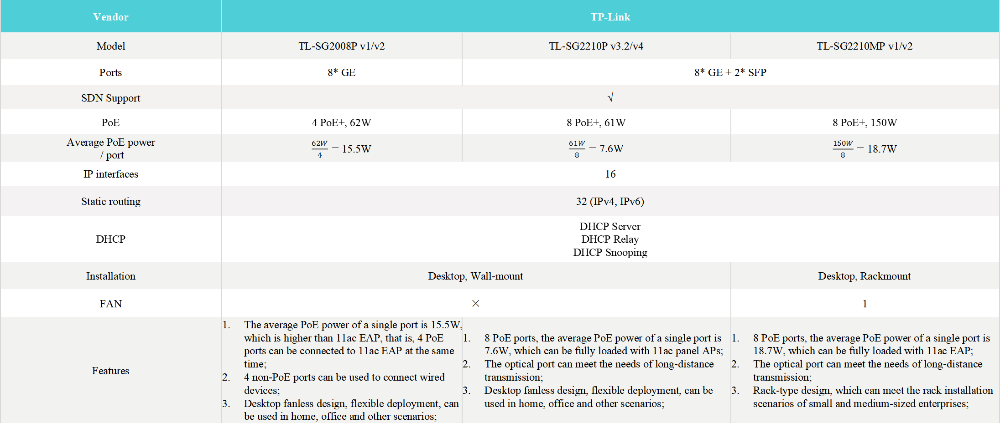 Vendor
TP-Link
Model
TL-SG2008P v1/v2
TL-SG2210P v3.2/v4
TL-SG2210MP v1/v2
Ports
8* GE
8* GE + 2* SFP
SDN Support
√
PoE
4 PoE+, 62W
8 PoE+, 61W
8 PoE+, 150W
Average PoE power
/ port
62W/4 = 15.5W
61W/8 = 7.6W
150W/8 = 18.7W
IP interfaces
16
Static routing
32 (IPv4, IPv6)
DHCP
DHCP Server
DHCP Relay
DHCP Snooping
Installation
Desktop, Wall-mount
Desktop, Rackmount
FAN
×
1
Features
1. The average PoE power of a single port is 15.5W,
which is higher than 11ac EAP, that is, 4 PoE
ports can be connected to 11ac EAP at the same
time;
2. 4 non-PoE ports can be used to connect wired
devices;
3. Desktop fanless design, flexible deployment, can
be used in home, office and other scenarios;
1. 8 PoE ports, the average PoE power of a single port is
7.6W, which can be fully loaded with 11ac panel APs;
2. The optical port can meet the needs of long-distance
transmission;
3. Desktop fanless design, flexible deployment, can be
used in home, office and other scenarios;
1. 8 PoE ports, the average PoE power of a single port is
18.7W, which can be fully loaded with 11ac EAP;
2. The optical port can meet the needs of long-distance
transmission;
3. Rack-type design, which can meet the rack installation
scenarios of small and medium-sized enterprises;